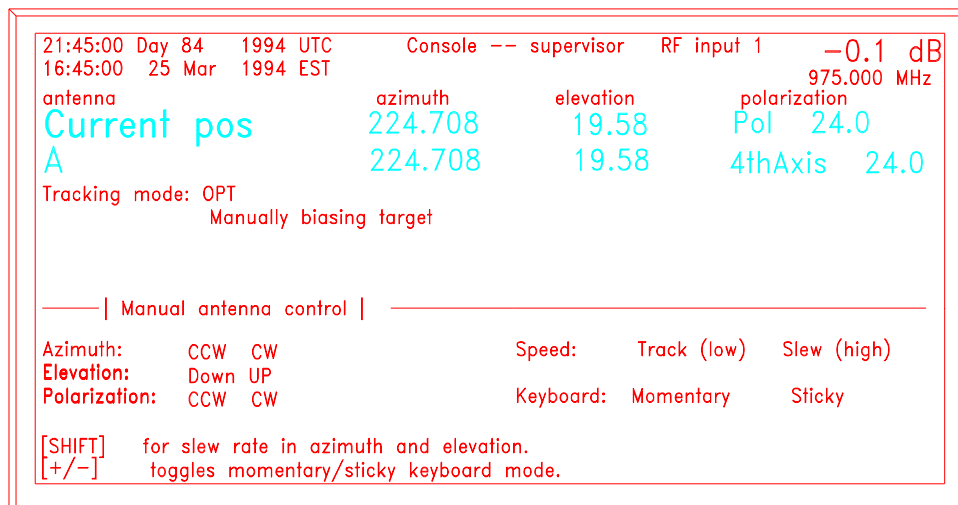 21:45:00 Day 84 1994 UTC Console -- supervisor RF input 1 -0.1 dB
16:45:00 25 Mar 1994 EST 975.000 MHz
antenna azimuth elevation polarization
Current pos 224.708 19.58 Pol 24.0
A 224.708 19.58 4thAxis 24.0
Tracking mode: OPT
Manually biasing target
Manual antenna control
Azimuth: CCW CW Speed: Track (low) Slew (high)
Elevation: Down UP
Polarization: CCW CW Keyboard: Momentary Sticky
[SHIFT] for slew rate in azimuth and elevation.
[+/-] toggles momentary/sticky keyboard mode.